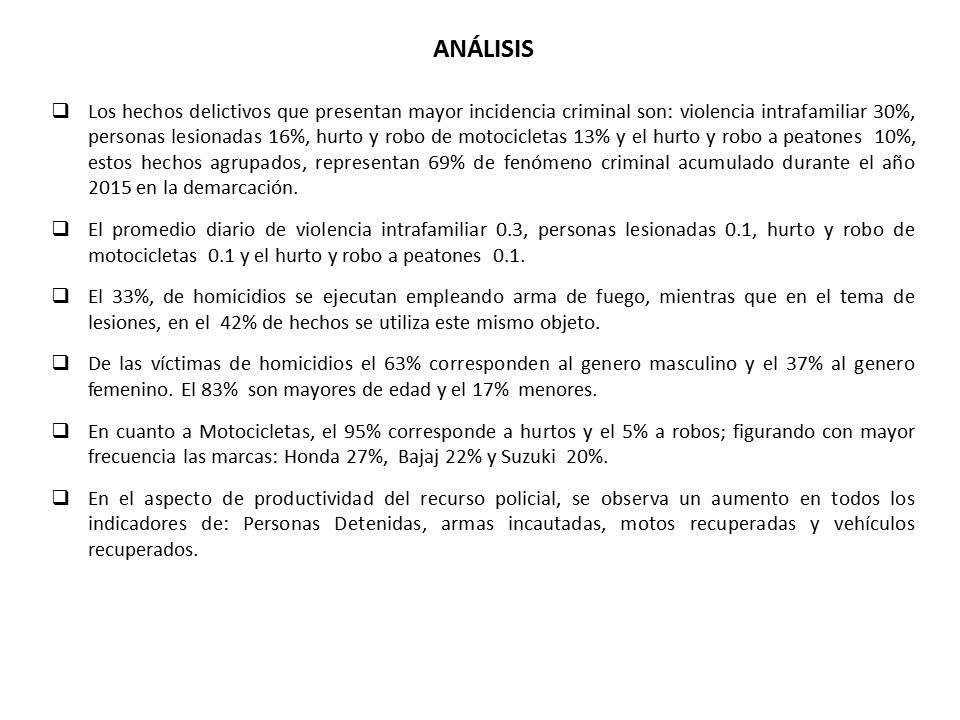 ANÁLISIS
Los hechos delictivos que presentan mayor incidencia criminal son: violencia intrafamiliar 30%,
personas lesionadas 16%, hurto y robo de motocicletas 13% y el hurto y robo a peatones 10%,
estos hechos agrupados, representan 69% de fenómeno criminal acumulado durante el año
2015 en la demarcación.
El promedio diario de violencia intrafamiliar 0.3, personas lesionadas 0.1, hurto y robo de
motocicletas 0.1 y el hurto y robo a peatones 0.1.
El 33%, de homicidios se ejecutan empleando arma de fuego, mientras que en el tema de
lesiones, en el 42% de hechos se utiliza este mismo objeto.
De las víctimas de homicidios el 63% corresponden al genero masculino y el 37% al genero
femenino. El 83% son mayores de edad y el 17% menores.
En cuanto a Motocicletas, el 95% corresponde a hurtos y el 5% a robos; figurando con mayor
frecuencia las marcas: Honda 27%, Bajaj 22% y Suzuki 20%.
En el aspecto de productividad del recurso policial, se observa un aumento en todos los
indicadores de: Personas Detenidas, armas incautadas, motos recuperadas y vehículos
recuperados.